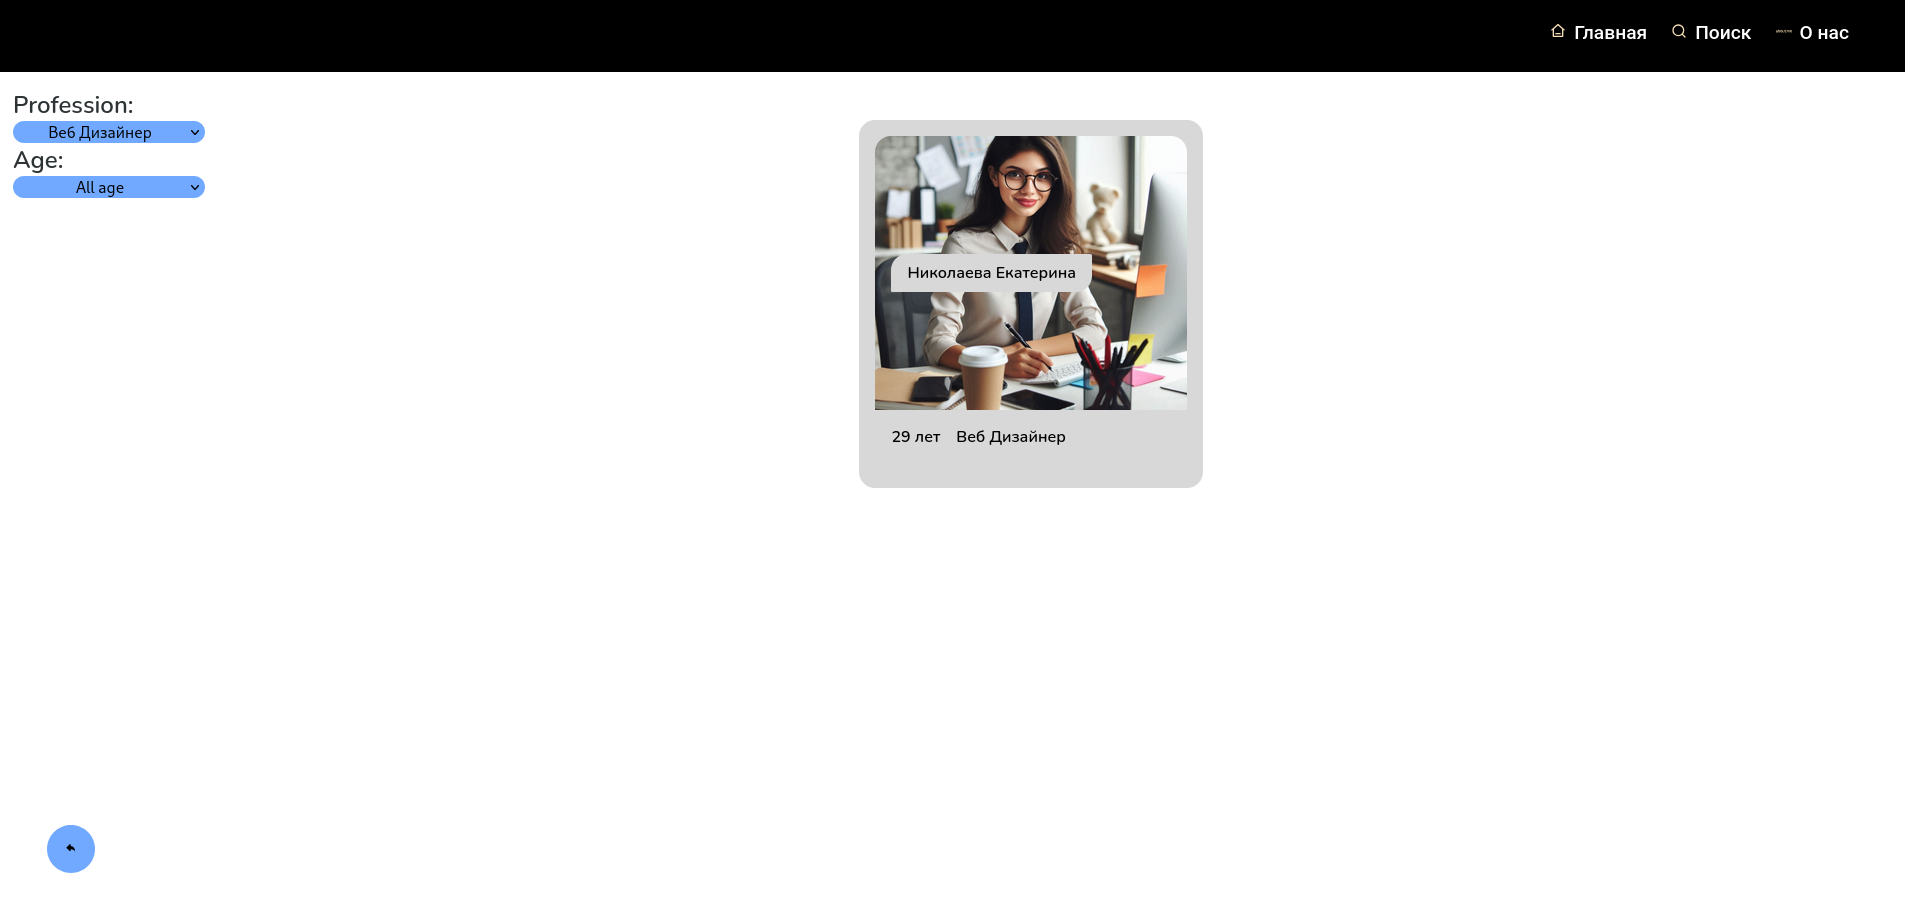 Главная Поиск О нас
Profession:
Веб Дизайнер
Age:
All age
Николаева Екатерина
29 лет Веб Дизайнер